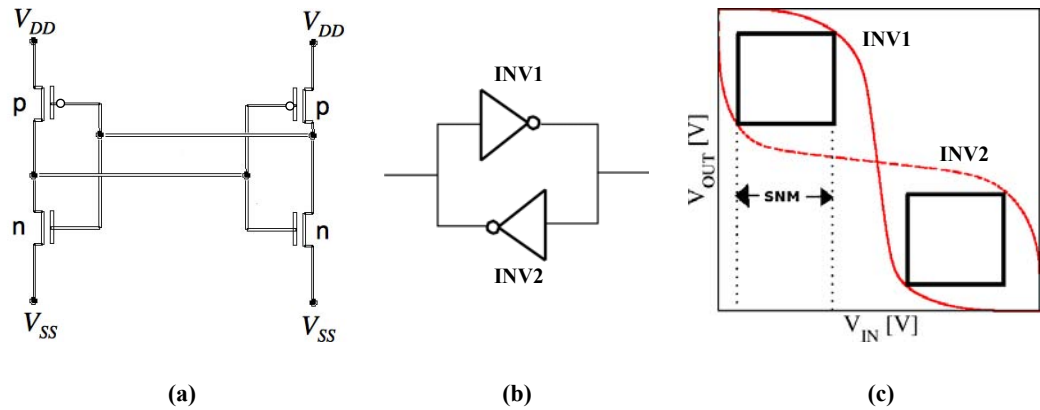 V_DD
V_DD
p
p
n
n
V_SS
V_SS
(a)
INV1
INV2
(b)
INV1
INV2
V_OUT [V]
SNM
V_IN [V]
(c)